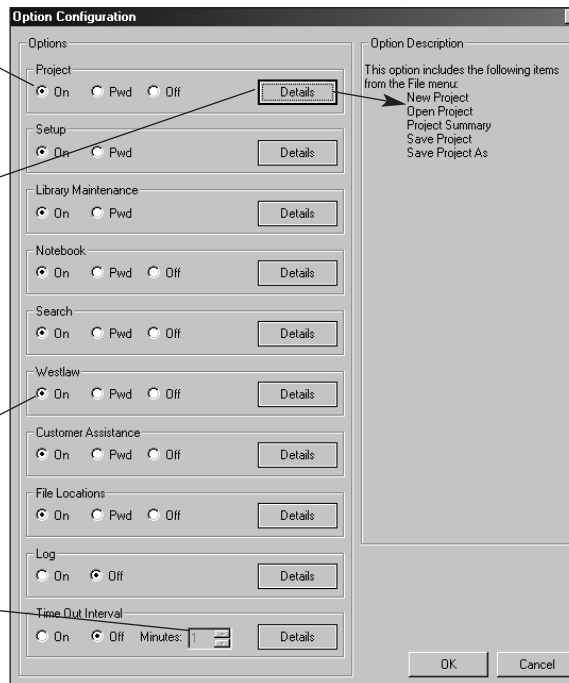 Option Configuration
Options
Project
On Pwd Off Details
Setup
On Pwd Details
Library Maintenance
On Pwd Details
Notebook
On Pwd Off Details
Search
On Pwd Off Details
Westlaw
On Pwd Off Details
Customer Assistance
On Pwd Off Details
File Locations
On Pwd Off Details
Log
On Off Details
Time Out Interval
On Off Minutes: 1 Details
Option Description
This option includes the following items
from the File menu:
New Project
Open Project
Project Summary
Save Project
Save Project As
OK Cancel